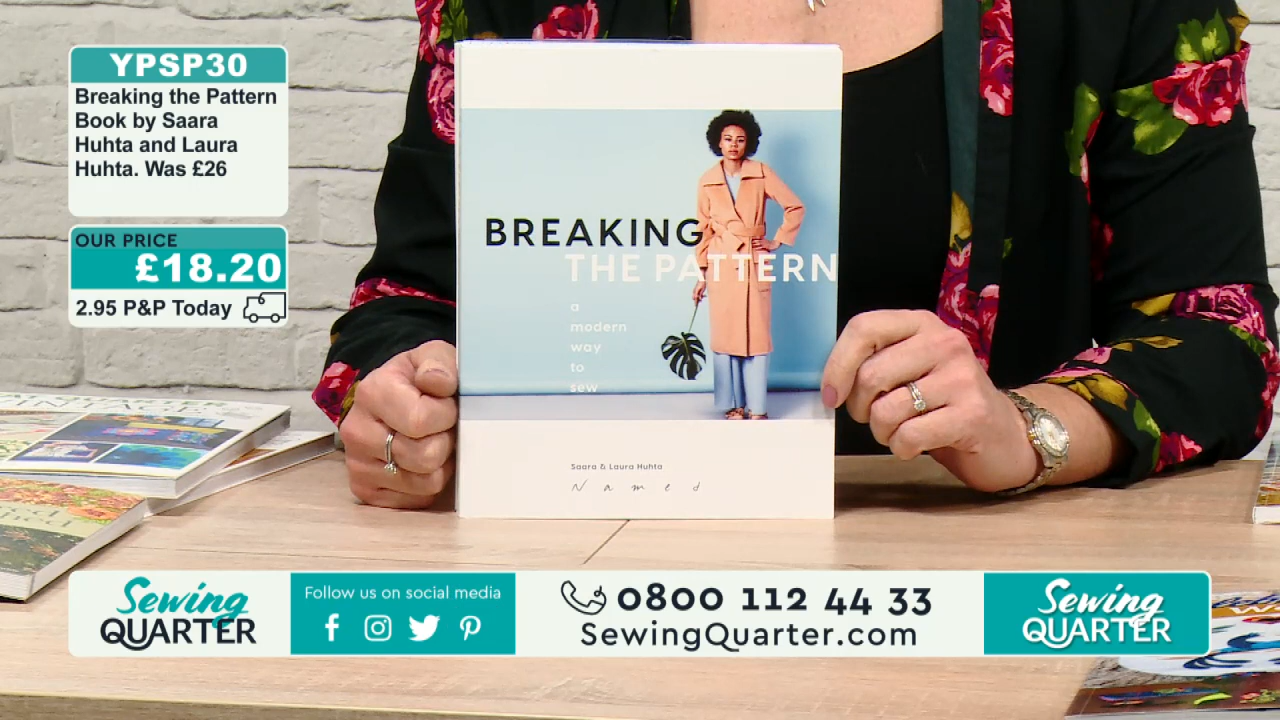 YPSP30
Breaking the Pattern
Book by Saara
Huhta and Laura
Huhta. Was £26
OUR PRICE
£18.20
2.95 P&P Today
BREAKING
THE PATTERN
a
modern
way
to
sew
Saara & Laura Huhta
Named
Sewing
QUARTER
Follow us on social media
0800 112 44 33
SewingQuarter.com
Sewing
QUARTER